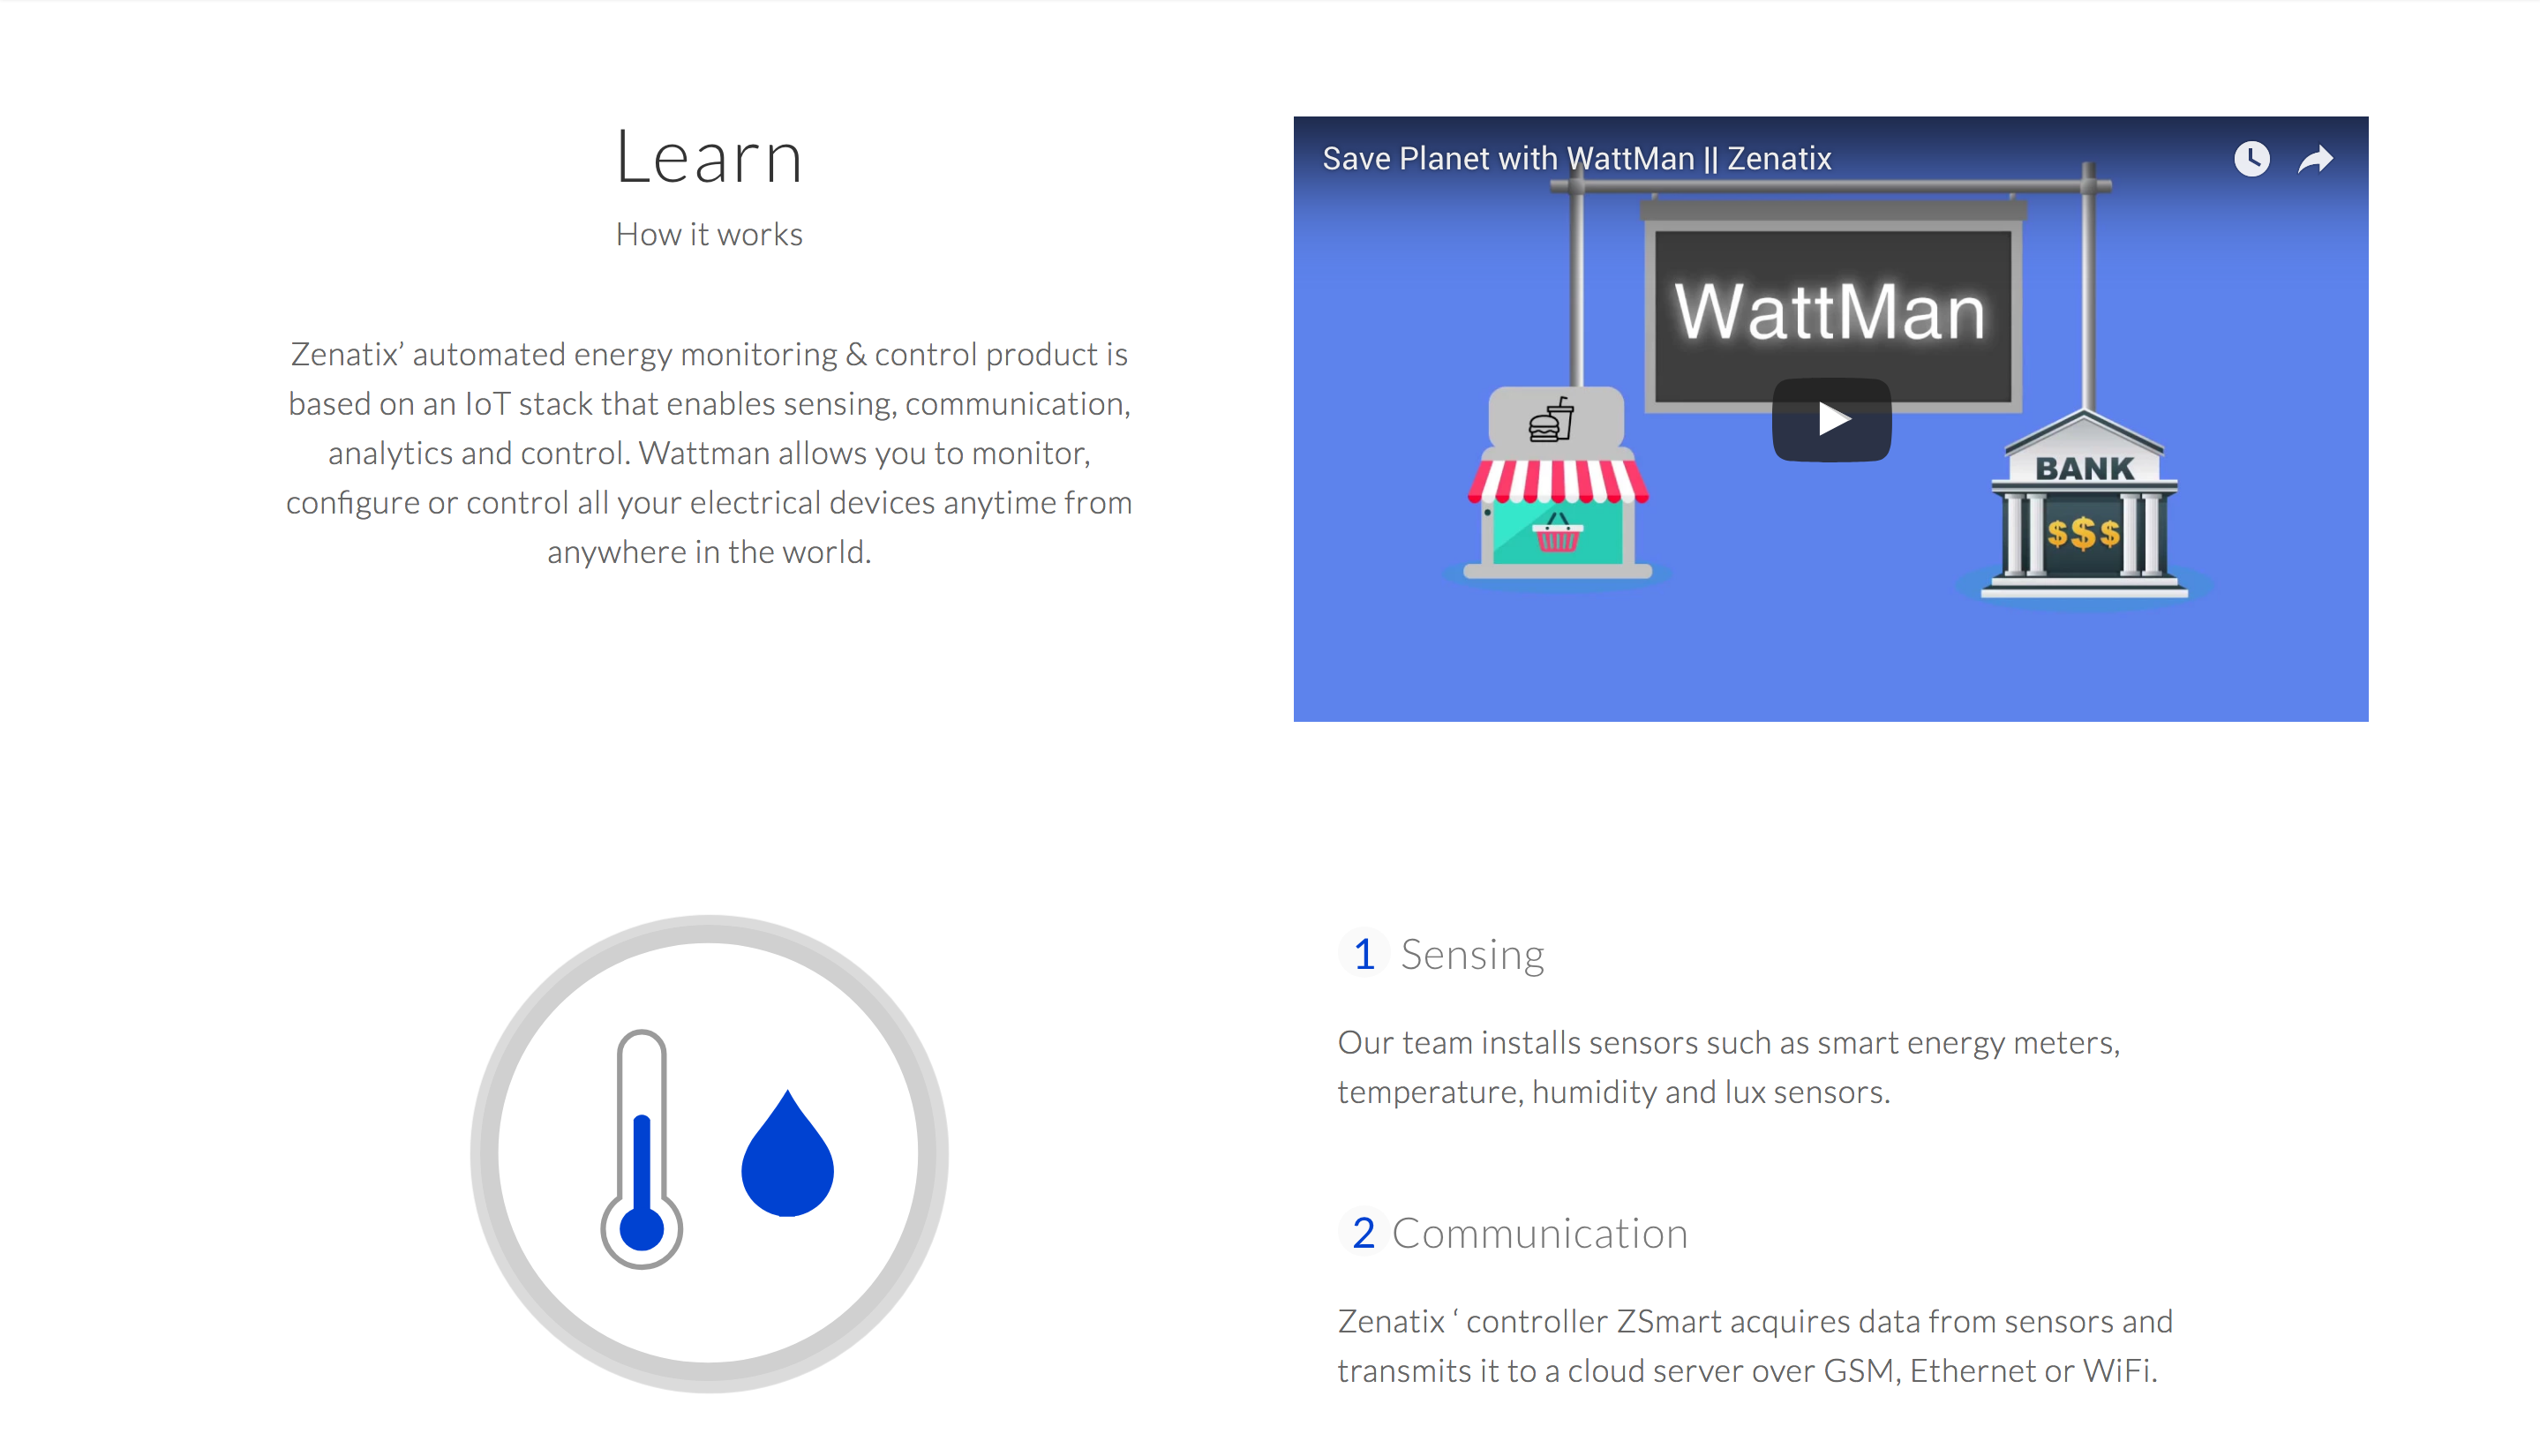 Learn
How it works
Zenatix’ automated energy monitoring & control product is
based on an IoT stack that enables sensing, communication,
analytics and control. Wattman allows you to monitor,
configure or control all your electrical devices anytime from
anywhere in the world.
Save Planet with WattMan || Zenatix
WattMan
BANK
$$$
1 Sensing
Our team installs sensors such as smart energy meters,
temperature, humidity and lux sensors.
2 Communication
Zenatix ‘ controller ZSmart acquires data from sensors and
transmits it to a cloud server over GSM, Ethernet or WiFi.